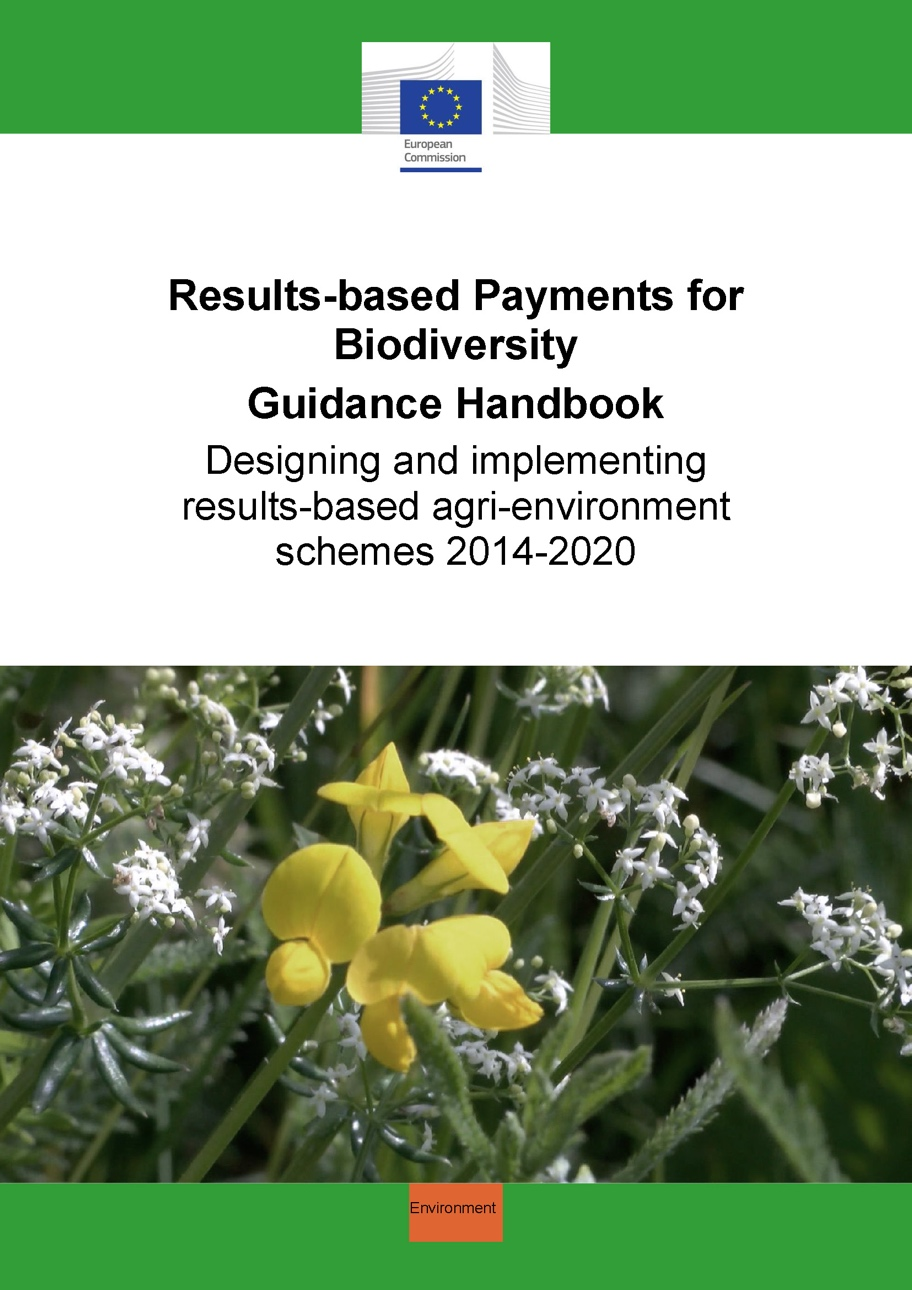 European
Commission
Results-based Payments for
Biodiversity
Guidance Handbook
Designing and implementing
results-based agri-environment
schemes 2014-2020
Environment